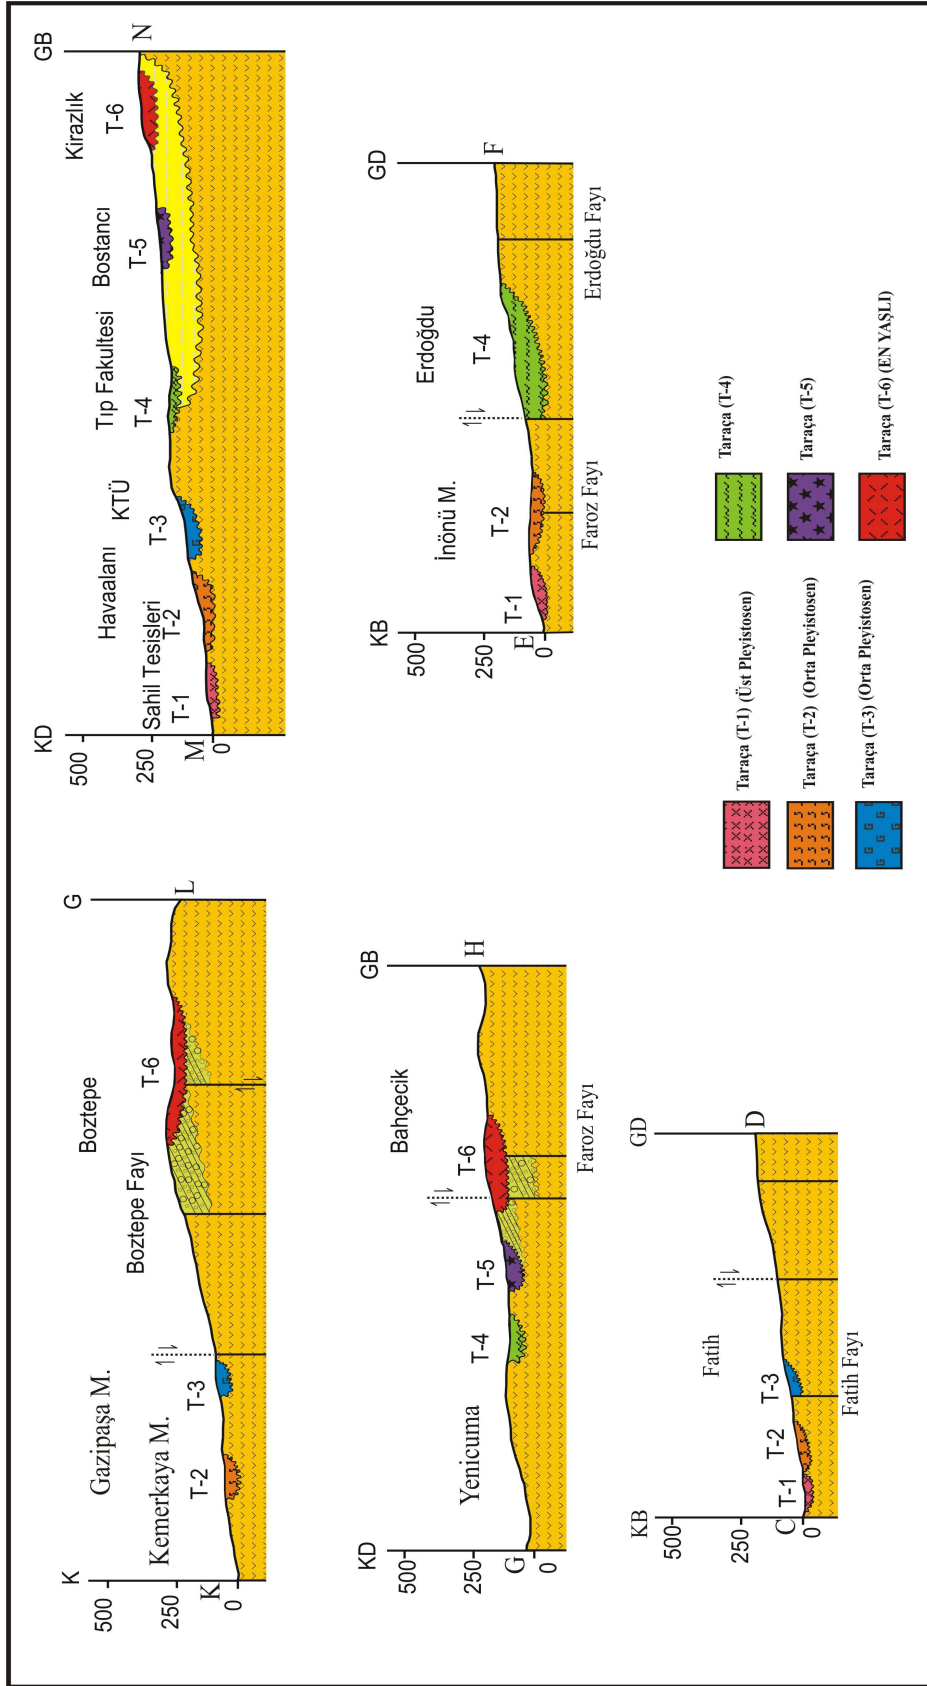 K
G
Gazipaşa M.
Kemerkaya M.
Boztepe Fayı
Boztepe
500
250
0
K
L
T-2
T-3
T-6
KD
GB
Sahil Tesisleri
Havaalanı
KTÜ
Tıp Fakultesi
Bostancı
Kirazlık
500
250
0
M
N
T-1
T-2
T-3
T-4
T-5
T-6
KD
GB
Yenicuma
Bahçecik
500
250
0
G
H
T-4
T-5
T-6
Faroz Fayı
KB
GD
İnönü M.
Erdoğdu
500
250
0
E
F
T-1
T-2
T-4
Faroz Fayı
Erdoğdu Fayı
KB
GD
Fatih
500
250
0
C
D
T-1
T-2
T-3
Fatih Fayı
Taraça (T-1) (Üst Pleyistosen)
Taraça (T-2) (Orta Pleyistosen)
Taraça (T-3) (Orta Pleyistosen)
Taraça (T-4)
Taraça (T-5)
Taraça (T-6) (EN YAŞLI)